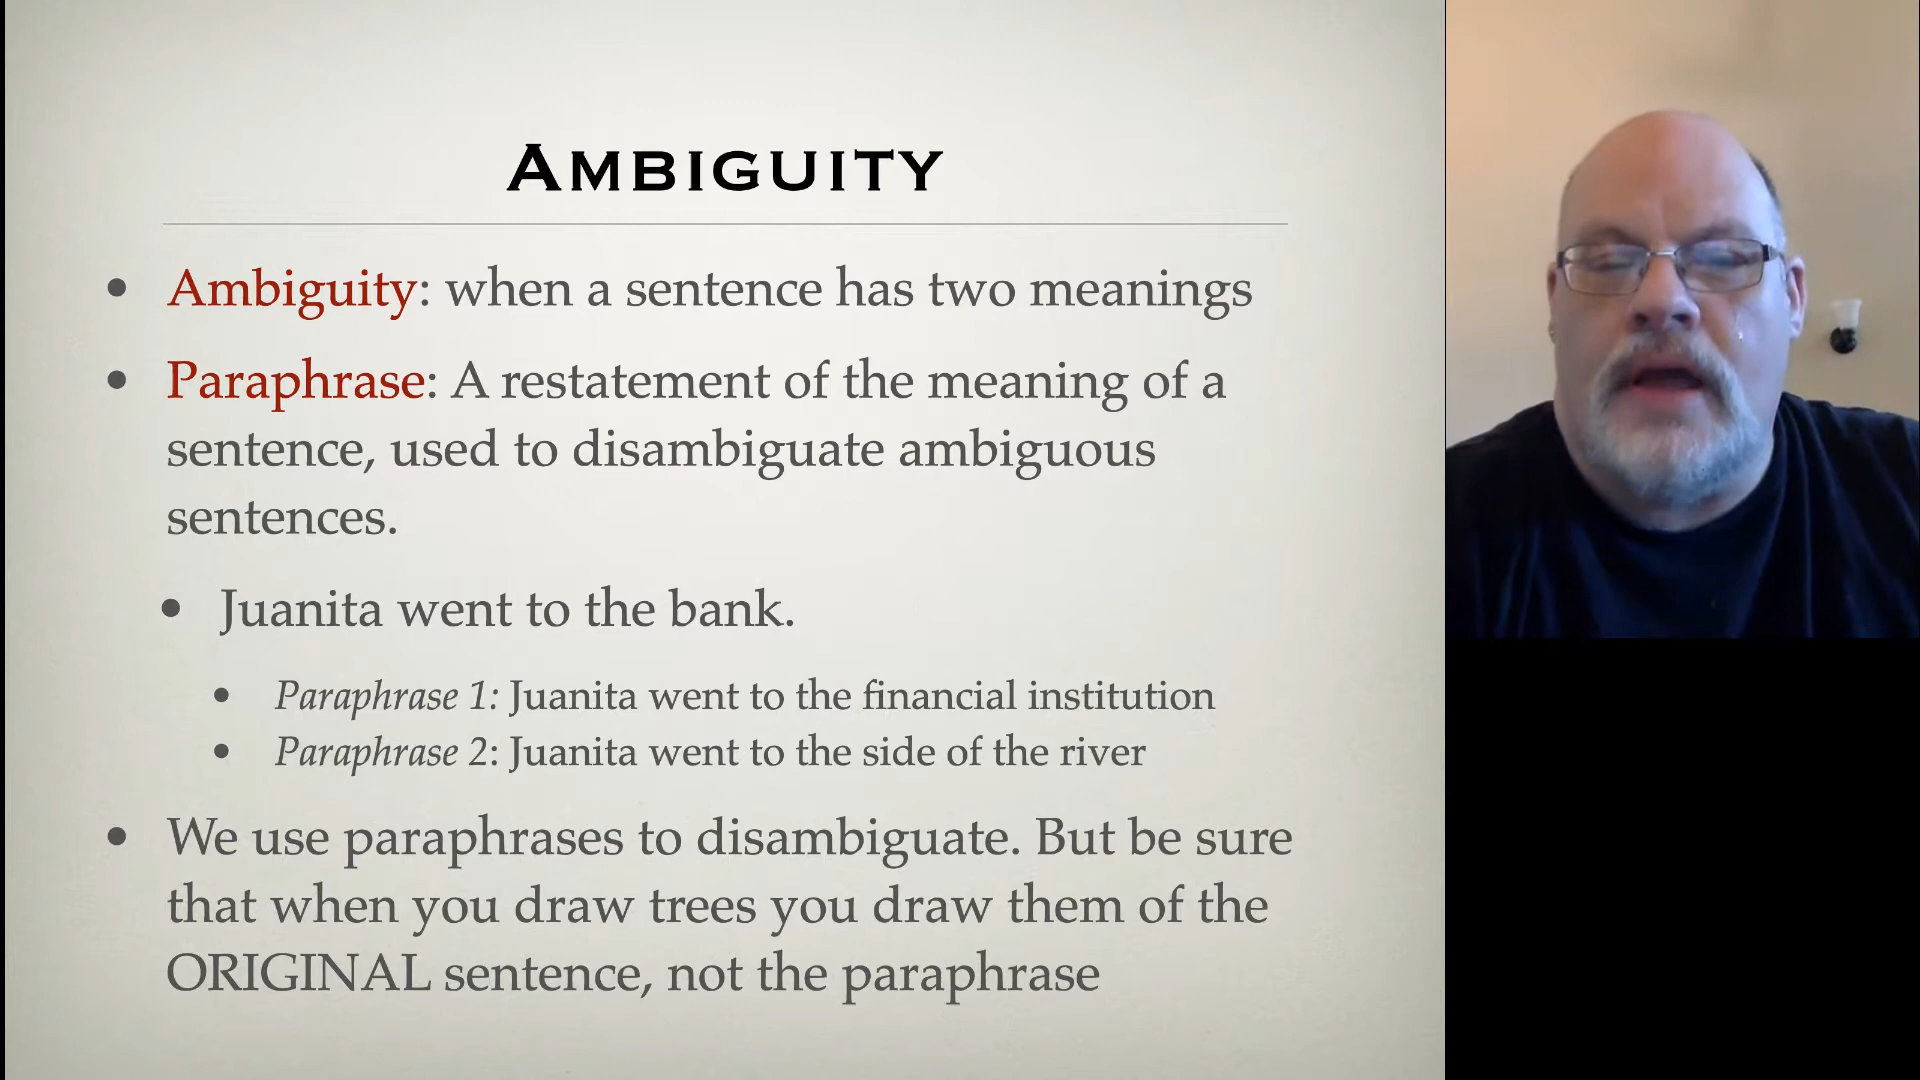 AMBIGUITY
• Ambiguity: when a sentence has two meanings
• Paraphrase: A restatement of the meaning of a
sentence, used to disambiguate ambiguous
sentences.
• Juanita went to the bank.
• Paraphrase 1: Juanita went to the financial institution
• Paraphrase 2: Juanita went to the side of the river
• We use paraphrases to disambiguate. But be sure
that when you draw trees you draw them of the
ORIGINAL sentence, not the paraphrase